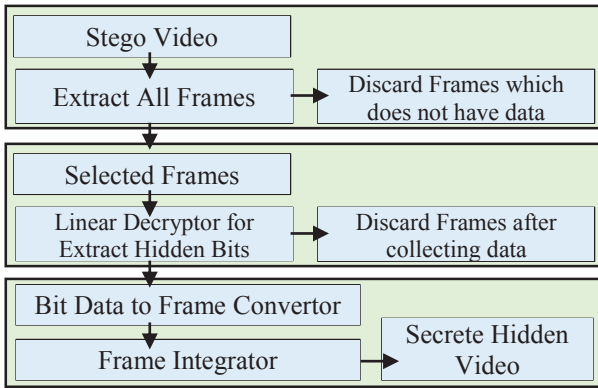 Stego Video
Extract All Frames
Discard Frames which
does not have data
Selected Frames
Linear Decryptor for
Extract Hidden Bits
Discard Frames after
collecting data
Bit Data to Frame Convertor
Frame Integrator
Secrete Hidden
Video